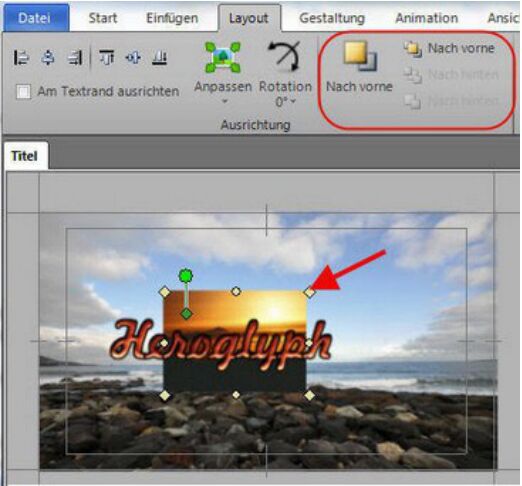 Datei Start Einfügen Layout Gestaltung Animation Ansic
Nach vorne
Am Textrand ausrichten Anpassen Rotation Nach vorne Nach hinten
0° Nach hinten
Ausrichtung
Titel
Heroglyph